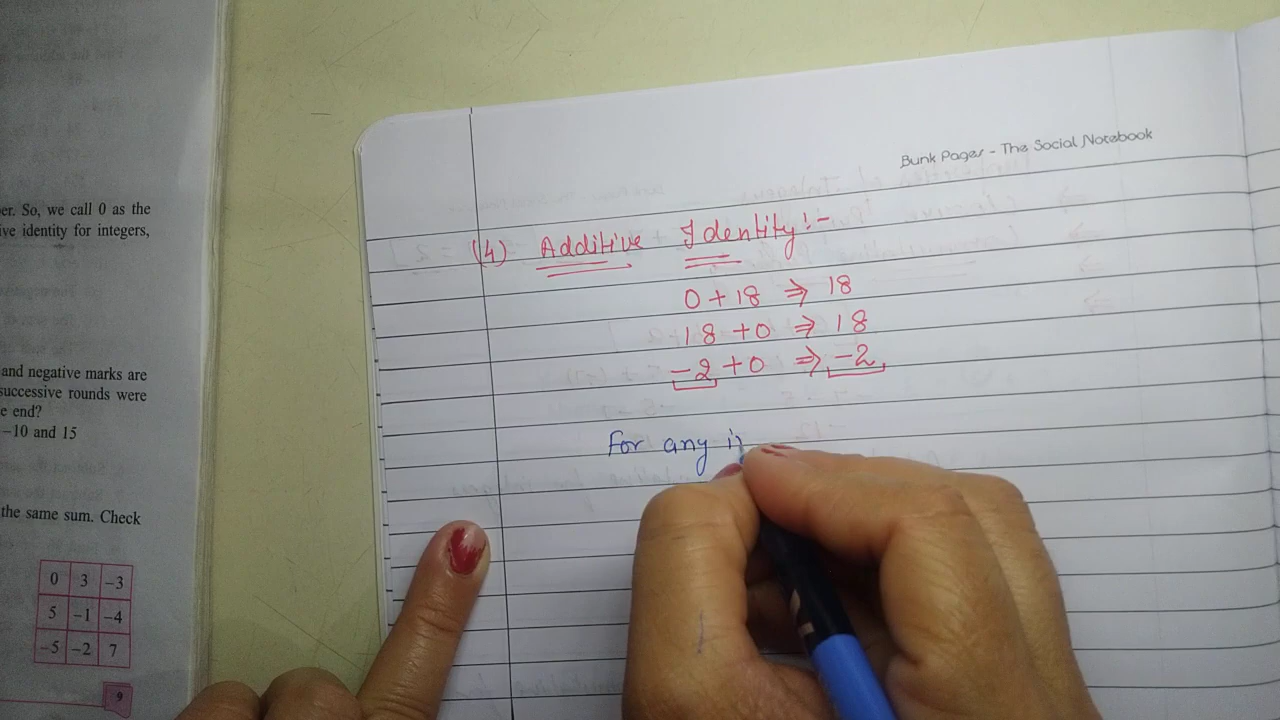 er. So, we call 0 as the
ive identity for integers,
and negative marks are
successive rounds were
e end?
–10 and 15
the same sum. Check
0 3 –3
5 –1 –4
–5 –2 7
9
Bunk Pages - The Social Notebook
(4) Additive Identity:-
0 + 18 ⇒ 18
18 + 0 ⇒ 18
-2 + 0 ⇒ -2
For any in